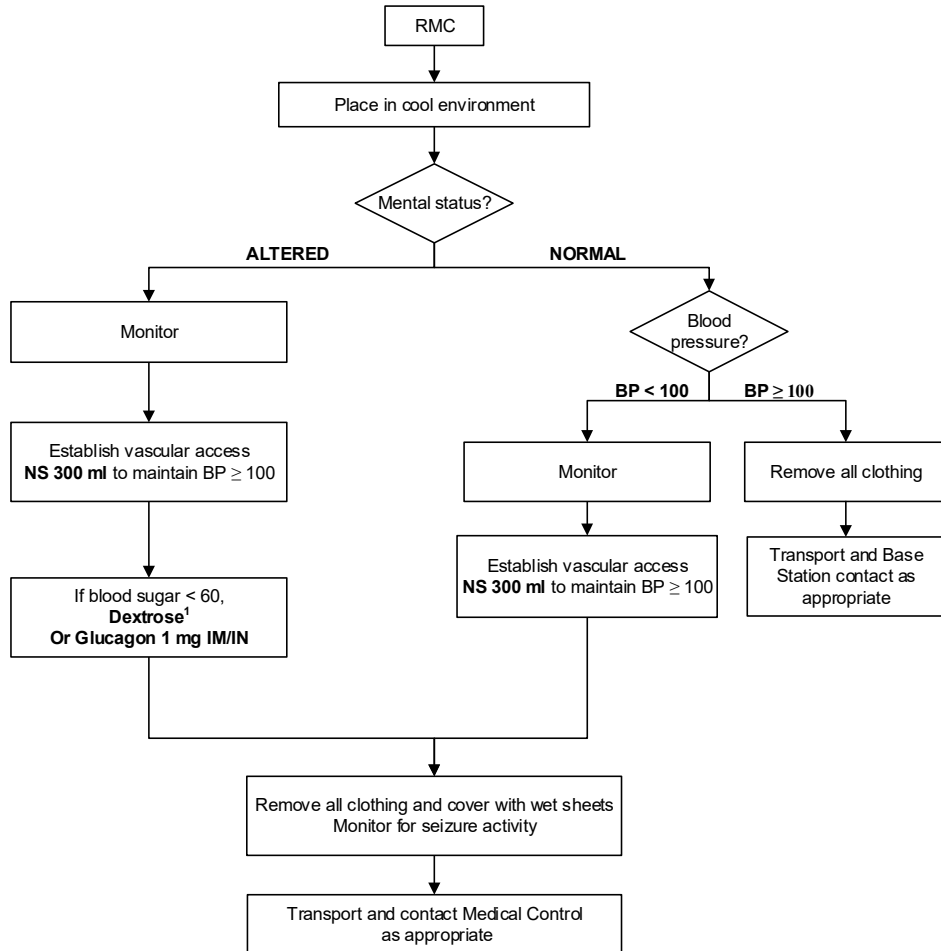 RMC
Place in cool environment
Mental status?
ALTERED
NORMAL
Monitor
Blood
pressure?
BP < 100
BP ≥ 100
Establish vascular access
NS 300 ml to maintain BP ≥ 100
Monitor
Remove all clothing
If blood sugar < 60,
Dextrose¹
Or Glucagon 1 mg IM/IN
Establish vascular access
NS 300 ml to maintain BP ≥ 100
Transport and Base
Station contact as
appropriate
Remove all clothing and cover with wet sheets
Monitor for seizure activity
Transport and contact Medical Control
as appropriate